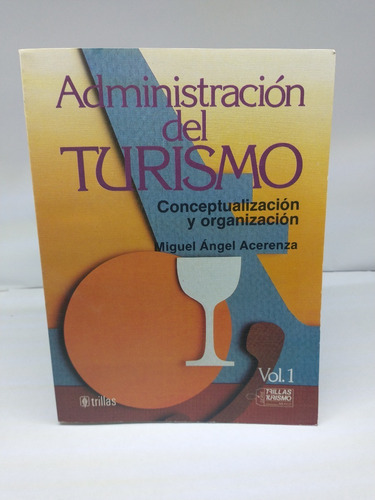 Administración
del
TURISMO
Conceptualización
y organización
Miguel Ángel Acerenza
Vol. 1
trillas
TRILLAS
TURISMO